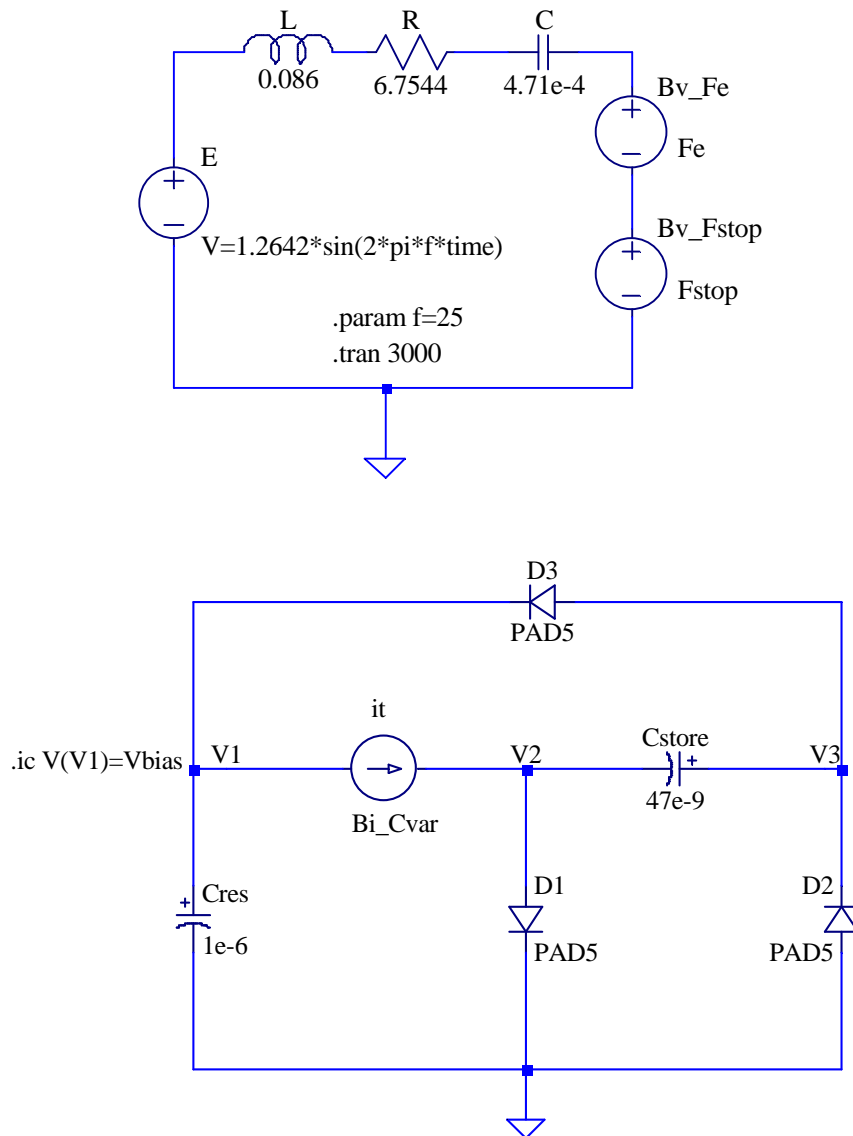 L
R
C
0.086
6.7544
4.71e-4
Bv_Fe
Fe
E
V=1.2642*sin(2*pi*f*time)
Bv_Fstop
Fstop
.param f=25
.tran 3000
D3
PAD5
it
.ic V(V1)=Vbias
V1
V2
Cstore
V3
47e-9
Bi_Cvar
Cres
1e-6
D1
PAD5
D2
PAD5